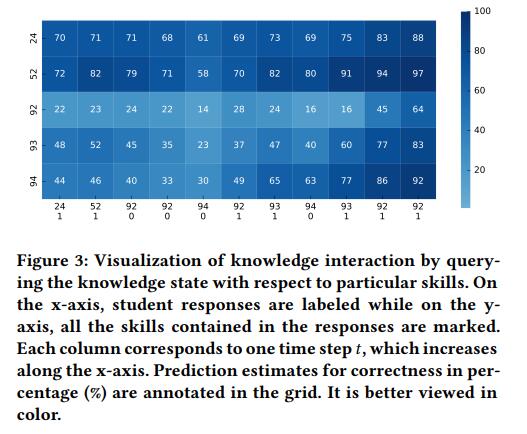 24 70 71 71 68 61 69 73 69 75 83 88
52 72 82 79 71 58 70 82 80 91 94 97
92 22 23 24 22 14 28 24 16 16 45 64
93 48 52 45 35 23 37 47 40 60 77 83
94 44 46 40 33 30 49 65 63 77 86 92
24 52 92 92 94 92 93 94 93 92 92
1 1 0 0 0 1 1 0 1 1 1
100
80
60
40
20
Figure 3: Visualization of knowledge interaction by query-
ing the knowledge state with respect to particular skills. On
the x-axis, student responses are labeled while on the y-
axis, all the skills contained in the responses are marked.
Each column corresponds to one time step t, which increases
along the x-axis. Prediction estimates for correctness in per-
centage (%) are annotated in the grid. It is better viewed in
color.